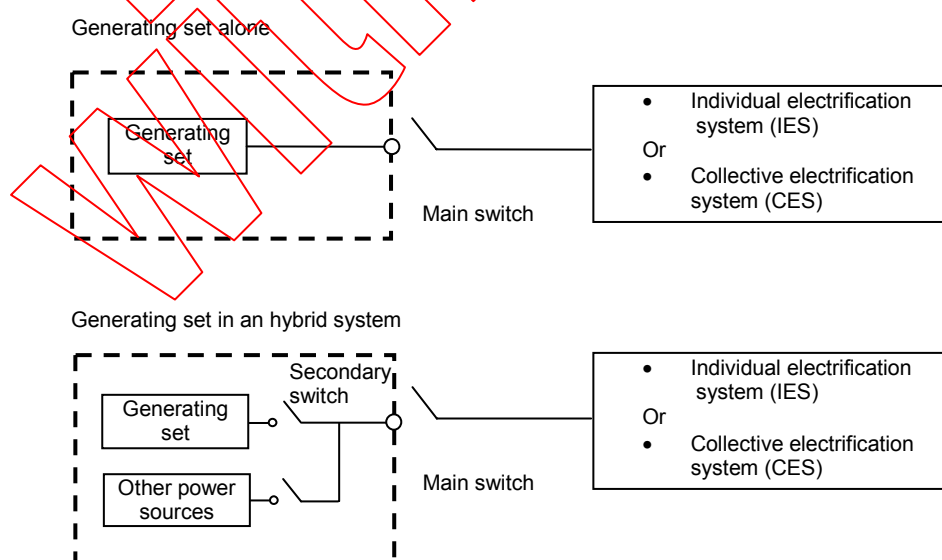 Generating set alone
Generating
set
Main switch
• Individual electrification
system (IES)
Or
• Collective electrification
system (CES)
Generating set in an hybrid system
Secondary
switch
Generating
set
Other power
sources
Main switch
• Individual electrification
system (IES)
Or
• Collective electrification
system (CES)